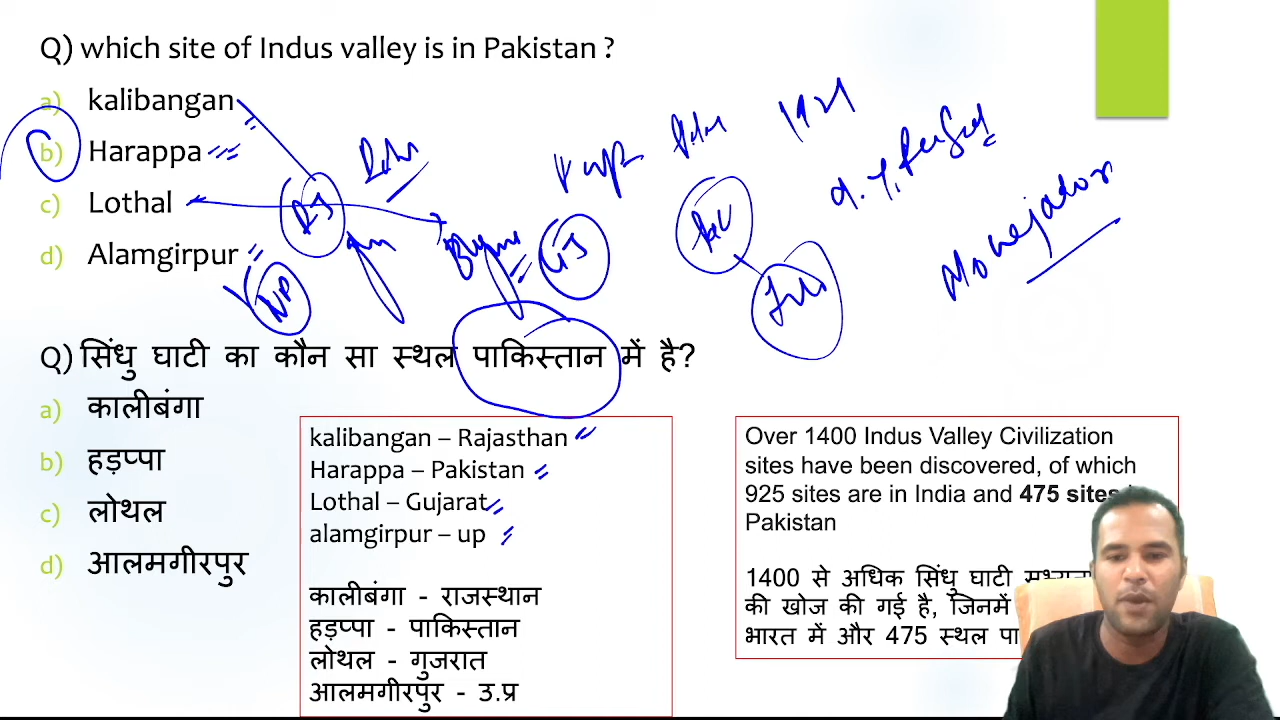 Q) which site of Indus valley is in Pakistan ?
a) kalibangan
b) Harappa
c) Lothal
d) Alamgirpur
RJ
GJ
UP
1921
Q) सिंधु घाटी का कौन सा स्थल पाकिस्तान में है?
a) कालीबंगा
b) हड़प्पा
c) लोथल
d) आलमगीरपुर
kalibangan – Rajasthan
Harappa – Pakistan
Lothal – Gujarat
alamgirpur – up
कालीबंगा - राजस्थान
हड़प्पा - पाकिस्तान
लोथल - गुजरात
आलमगीरपुर - उ.प्र
Over 1400 Indus Valley Civilization
sites have been discovered, of which
925 sites are in India and 475 sites
Pakistan
1400 से अधिक सिंधु घाटी
की खोज की गई है, जिनमें
भारत में और 475 स्थल